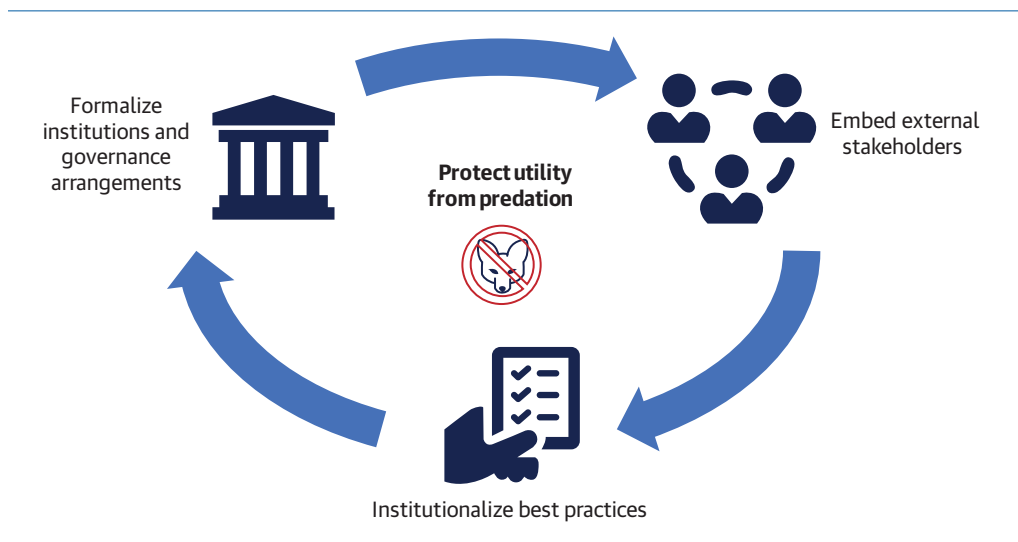 Formalize
institutions and
governance
arrangements
Embed external
stakeholders
Protect utility
from predation
Institutionalize best practices